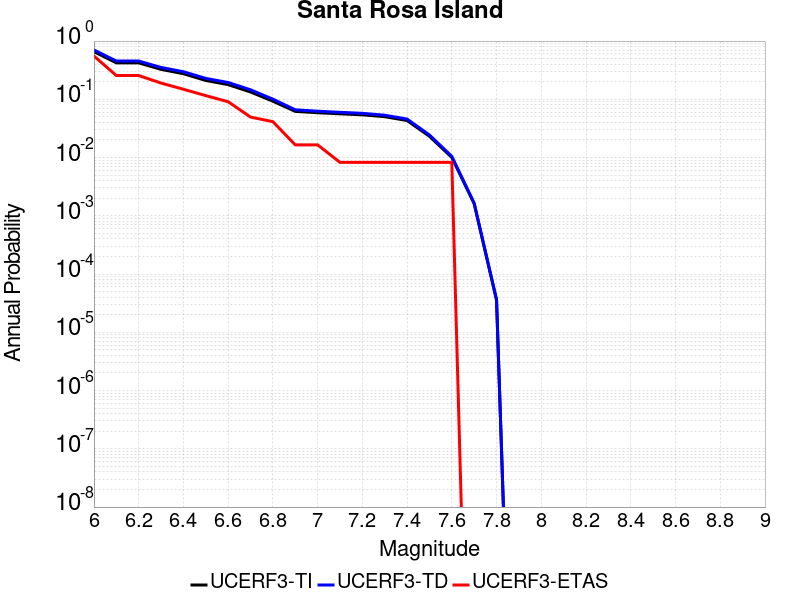 Santa Rosa Island
10^0
10^-1
10^-2
10^-3
10^-4
10^-5
10^-6
10^-7
10^-8
Annual Probability
6 6.2 6.4 6.6 6.8 7 7.2 7.4 7.6 7.8 8 8.2 8.4 8.6 8.8 9
Magnitude
UCERF3-TI UCERF3-TD UCERF3-ETAS